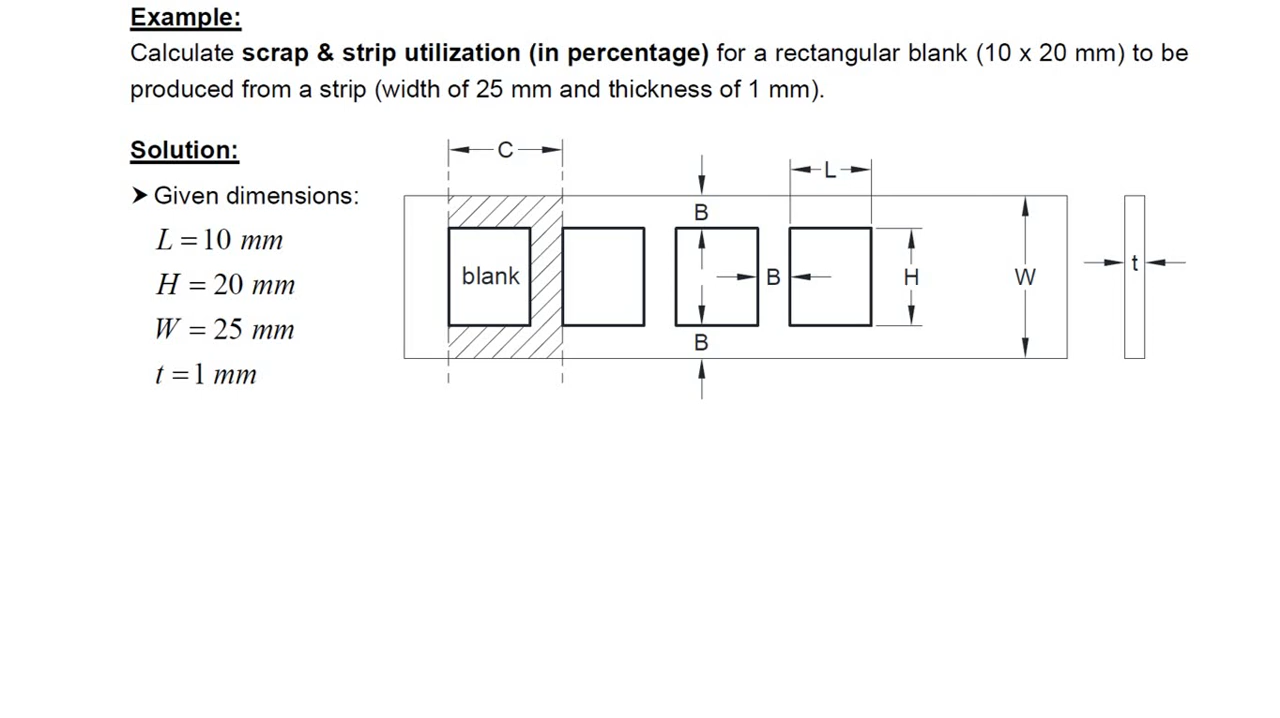 Example:
Calculate scrap & strip utilization (in percentage) for a rectangular blank (10 x 20 mm) to be
produced from a strip (width of 25 mm and thickness of 1 mm).
Solution:
➤ Given dimensions:
L = 10 mm
H = 20 mm
W = 25 mm
t = 1 mm
C
L
B
blank
B
H
W
t
B